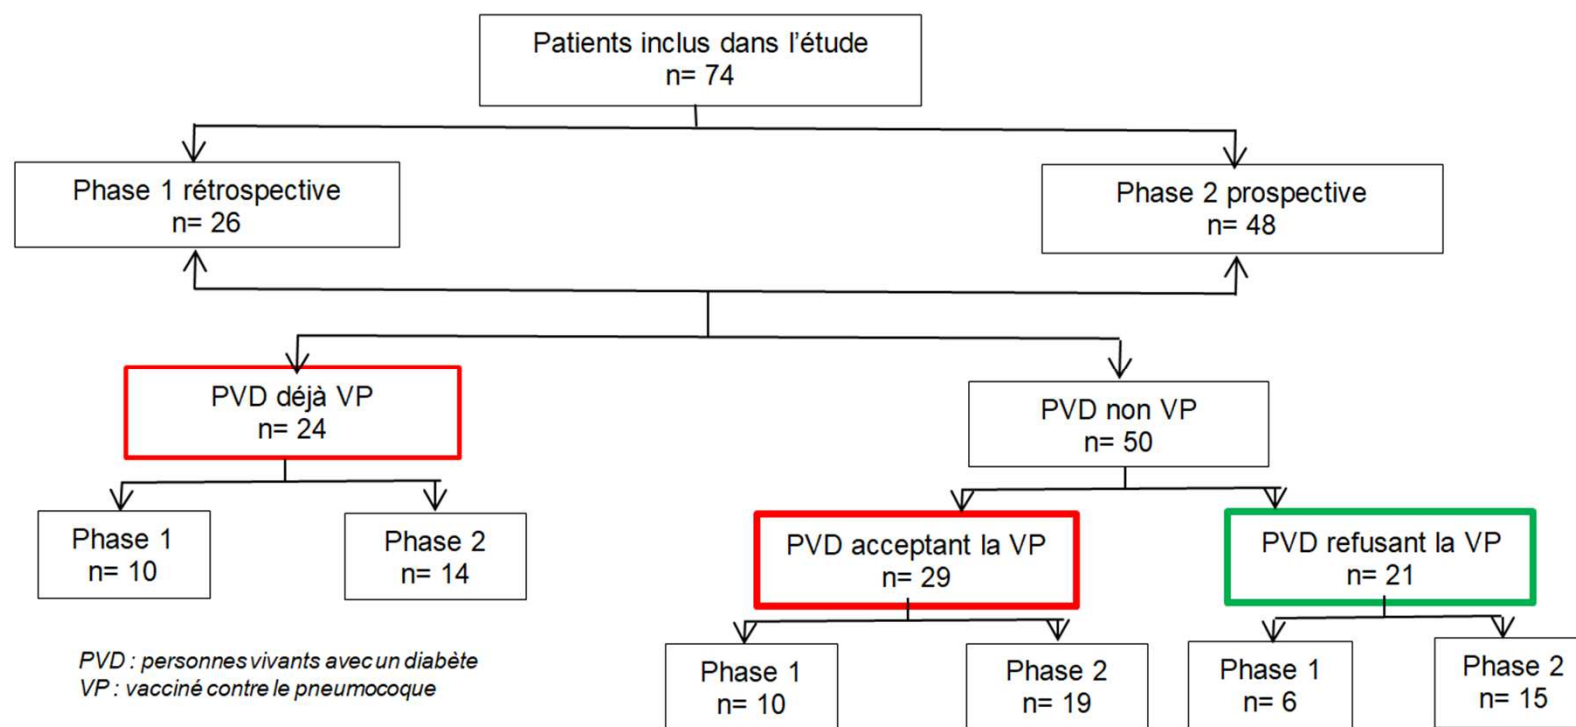 Patients inclus dans l'étude
n= 74
Phase 1 rétrospective
n= 26
Phase 2 prospective
n= 48
PVD déjà VP
n= 24
PVD non VP
n= 50
Phase 1
n= 10
Phase 2
n= 14
PVD acceptant la VP
n= 29
PVD refusant la VP
n= 21
Phase 1
n= 10
Phase 2
n= 19
Phase 1
n= 6
Phase 2
n= 15
PVD : personnes vivants avec un diabète
VP : vacciné contre le pneumocoque